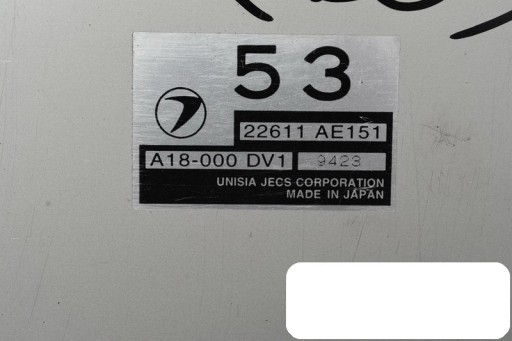 53
22611 AE151
A18-000 DV1 9423
UNISIA JECS CORPORATION
MADE IN JAPAN